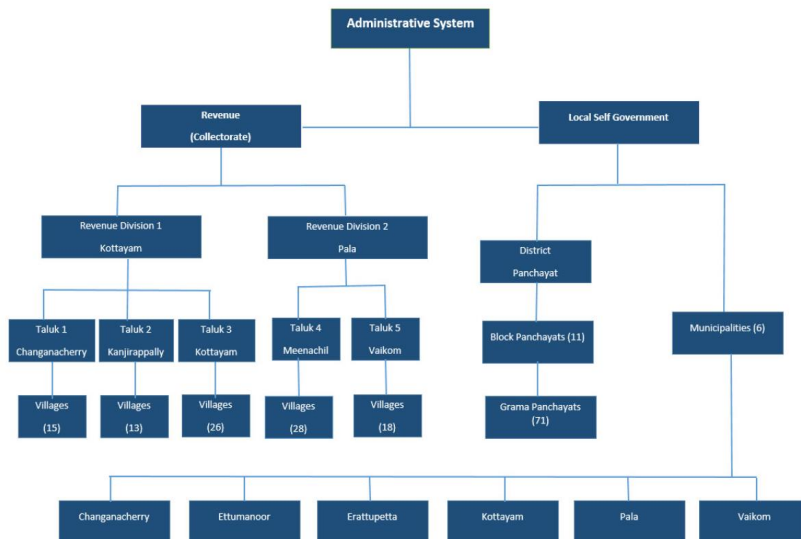 Administrative System
Revenue
(Collectorate)
Local Self Government
Revenue Division 1
Kottayam
Revenue Division 2
Pala
District
Panchayat
Taluk 1
Changanacherry
Taluk 2
Kanjirappally
Taluk 3
Kottayam
Taluk 4
Meenachil
Taluk 5
Vaikom
Block Panchayats (11)
Municipalities (6)
Villages
(15)
Villages
(13)
Villages
(26)
Villages
(28)
Villages
(18)
Grama Panchayats
(71)
Changanacherry
Ettumanoor
Erattupetta
Kottayam
Pala
Vaikom